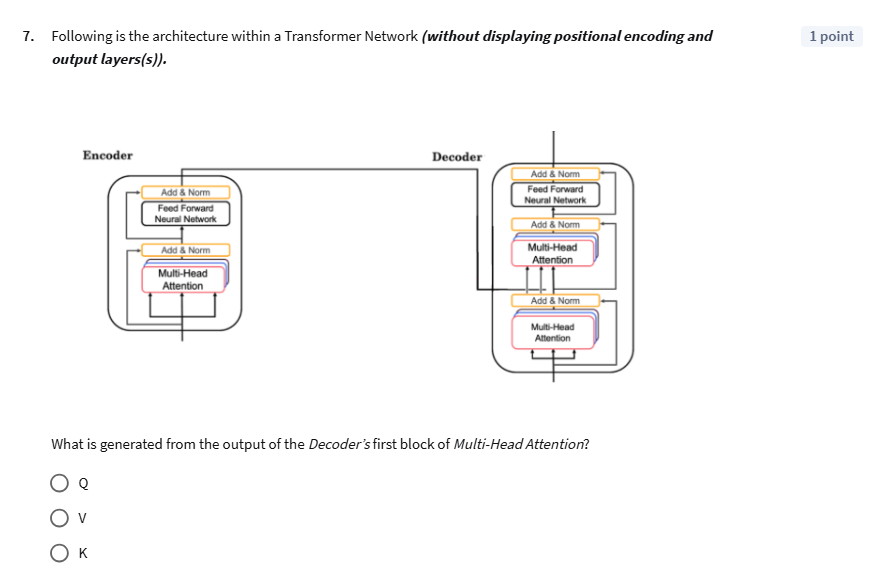 7. Following is the architecture within a Transformer Network (without displaying positional encoding and
output layers(s)).
1 point
Encoder
Decoder
Add & Norm
Feed Forward
Neural Network
Add & Norm
Multi-Head
Attention
Add & Norm
Feed Forward
Neural Network
Add & Norm
Multi-Head
Attention
Add & Norm
Multi-Head
Attention
What is generated from the output of the Decoder's first block of Multi-Head Attention?
Q
V
K